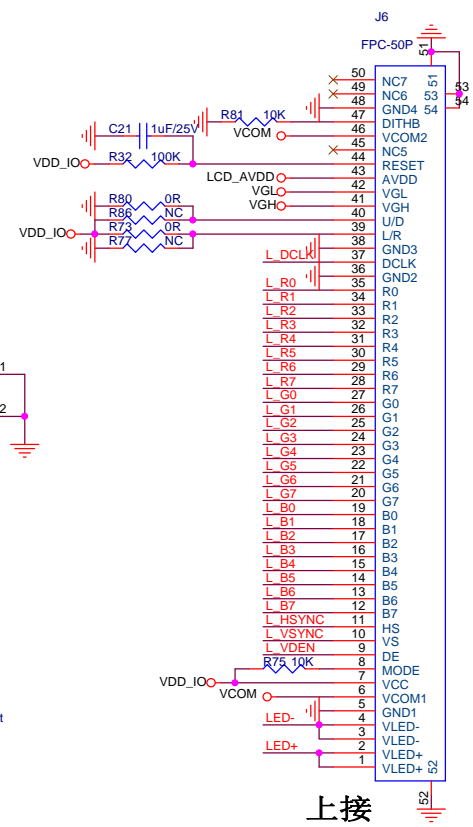 J6
FPC-50P
51
50 NC7 51
49 NC6 53 53
48 GND4 54 54
R81 10K 47 DITHB
C21 1uF/25V VCOM 46 VCOM2
45 NC5
VDD_IO R32 100K 44 RESET
LCD_AVDD 43 AVDD
VGL 42 VGL
VGH 41 VGH
R80 0R 40 U/D
R86 NC
VDD_IO R73 0R 39 L/R
R77 NC 38 GND3
L_DCLK 37 DCLK
36 GND2
L_R0 35 R0
L_R1 34 R1
L_R2 33 R2
L_R3 32 R3
L_R4 31 R4
L_R5 30 R5
L_R6 29 R6
L_R7 28 R7
L_G0 27 G0
L_G1 26 G1
L_G2 25 G2
L_G3 24 G3
L_G4 23 G4
L_G5 22 G5
L_G6 21 G6
L_G7 20 G7
L_B0 19 B0
L_B1 18 B1
L_B2 17 B2
L_B3 16 B3
L_B4 15 B4
L_B5 14 B5
L_B6 13 B6
L_B7 12 B7
L_HSYNC 11 HS
L_VSYNC 10 VS
L_VDEN 9 DE
R75 10K 8 MODE
VDD_IO 7 VCC
VCOM 6 VCOM1
5 GND1
LED- 4 VLED-
3 VLED-
LED+ 2 VLED+
1 VLED+ 52
52
上接
1
2
t